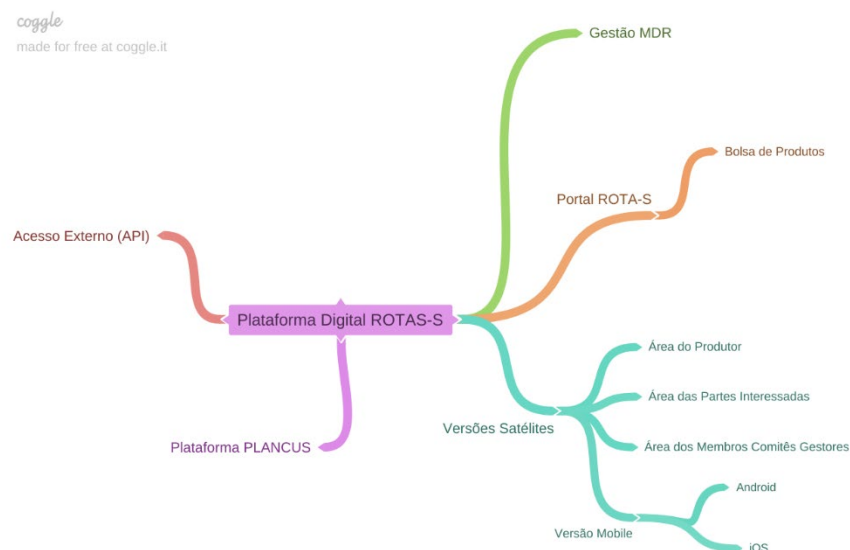 coggle
made for free at coggle.it
Gestão MDR
Bolsa de Produtos
Portal ROTA-S
Acesso Externo (API)
Plataforma Digital ROTAS-S
Área do Produtor
Área das Partes Interessadas
Versões Satélites
Área dos Membros Comitês Gestores
Plataforma PLANCUS
Android
Versão Mobile
iOS